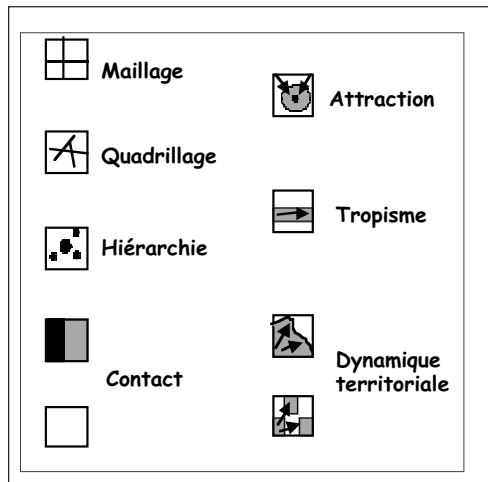 Maillage
Quadrillage
Hiérarchie
Contact
Attraction
Tropisme
Dynamique
territoriale